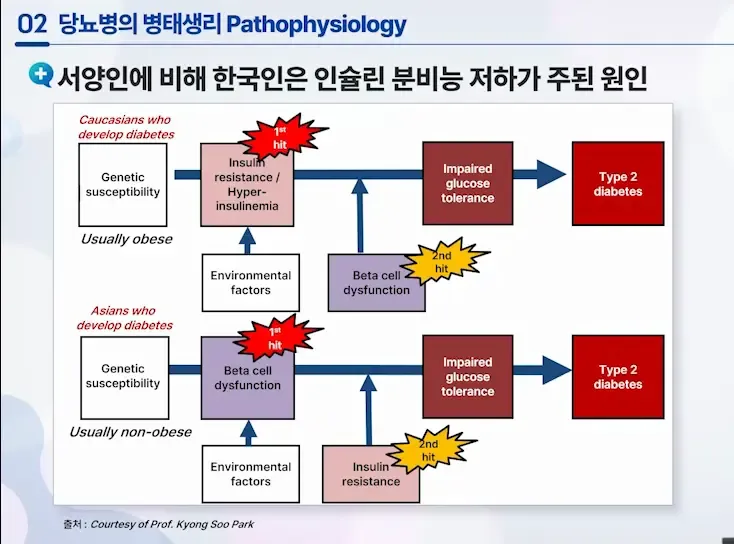 02 당뇨병의 병태생리 Pathophysiology
서양인에 비해 한국인은 인슐린 분비능 저하가 주된 원인
Caucasians who
develop diabetes
Genetic
susceptibility
Usually obese
1st
hit
Insulin
resistance /
Hyper-
insulinemia
Environmental
factors
2nd
hit
Beta cell
dysfunction
Impaired
glucose
tolerance
Type 2
diabetes
Asians who
develop diabetes
Genetic
susceptibility
Usually non-obese
1st
hit
Beta cell
dysfunction
Environmental
factors
2nd
hit
Insulin
resistance
Impaired
glucose
tolerance
Type 2
diabetes
출처 : Courtesy of Prof. Kyong Soo Park